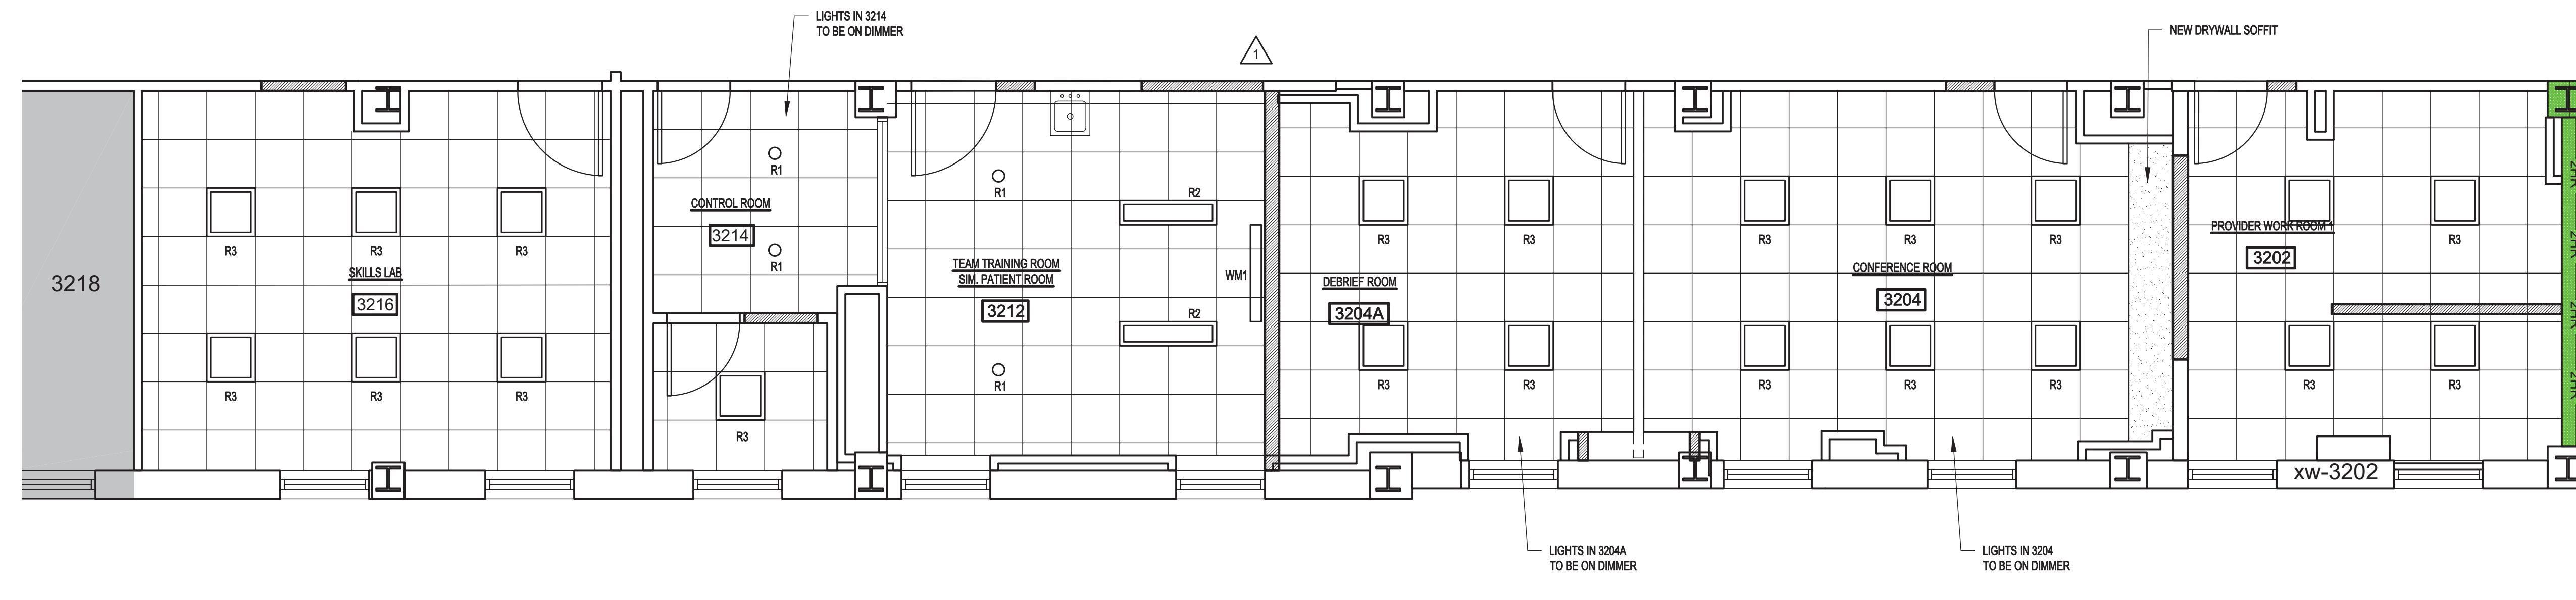 LIGHTS IN 3214
TO BE ON DIMMER
1
NEW DRYWALL SOFFIT
3218
R3
R3
R3
SKILLS LAB
3216
R3
R3
R3
R1
CONTROL ROOM
3214
R1
R3
R1
R2
TEAM TRAINING ROOM
SIM. PATIENT ROOM
3212
WM1
R2
R1
R3
R3
DEBRIEF ROOM
3204A
R3
R3
R3
R3
R3
CONFERENCE ROOM
3204
R3
R3
R3
PROVIDER WORK ROOM 1
3202
R3
R3
R3
xw-3202
2HR
2HR
2HR
2HR
LIGHTS IN 3204A
TO BE ON DIMMER
LIGHTS IN 3204
TO BE ON DIMMER